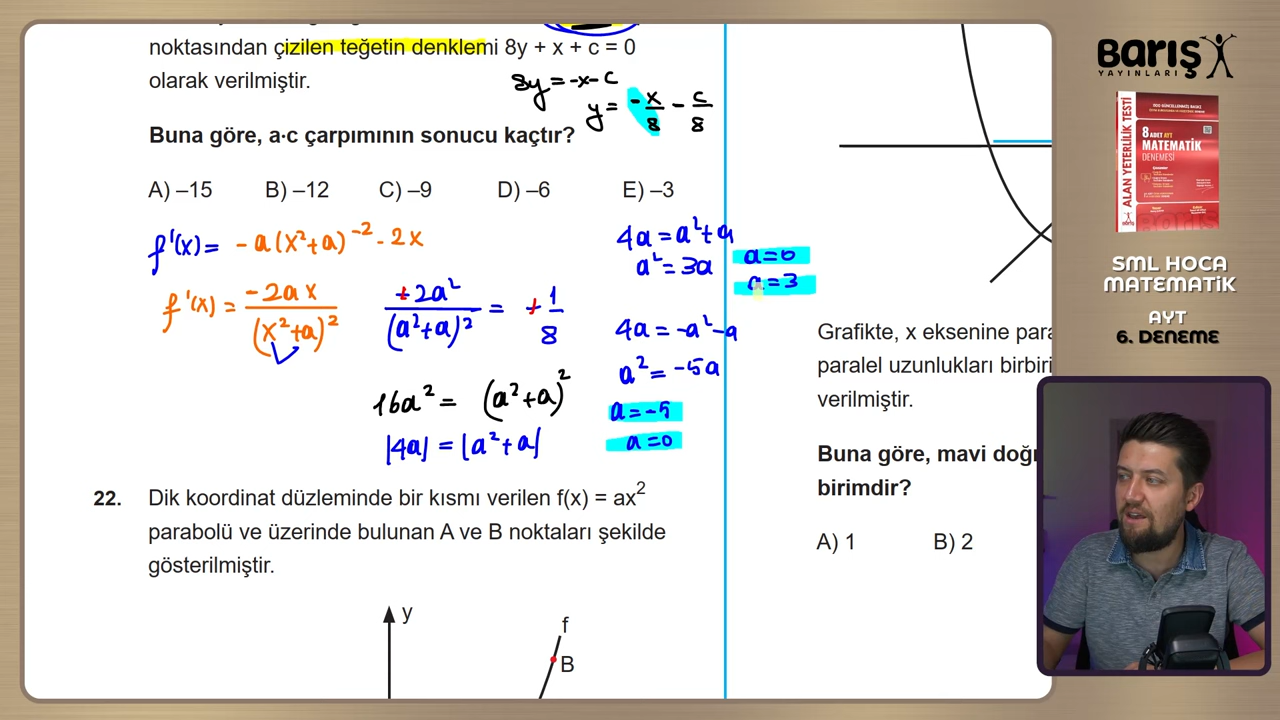 noktasından çizilen teğetin denklemi 8y + x + c = 0
olarak verilmiştir.
8y = -x - c
y = - x/8 - c/8
Buna göre, a·c çarpımının sonucu kaçtır?
A) –15 B) –12 C) –9 D) –6 E) –3
f'(x) = -a(x²+a)⁻² · 2x
f'(x) = -2ax / (x²+a)²
+2a² / (a²+a)² = + 1/8
16a² = (a²+a)²
|4a| = |a²+a|
4a = a²+a
a² = 3a
a=0
a=3
4a = -a²-a
a² = -5a
a=-5
a=0
22. Dik koordinat düzleminde bir kısmı verilen f(x) = ax²
parabolü ve üzerinde bulunan A ve B noktaları şekilde
gösterilmiştir.
y
f
B
Grafikte, x eksenine para
paralel uzunlukları birbiri
verilmiştir.
Buna göre, mavi doğr
birimdir?
A) 1 B) 2
BARIŞ
YAYINLARI
ALAN YETERLİLİK TESTİ
8 ADET AYT
MATEMATİK
DENEMESİ
SML HOCA
MATEMATİK
AYT
6. DENEME